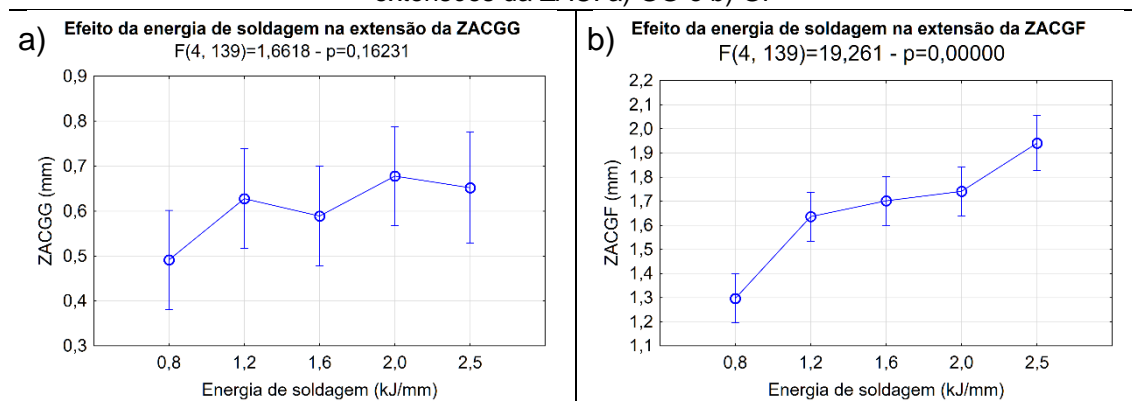 extensões da ZAC. a) GG e b) GF
a)
Efeito da energia de soldagem na extensão da ZACGG
F(4, 139)=1,6618 - p=0,16231
0,9
0,8
0,7
0,6
0,5
0,4
0,3
ZACGG (mm)
0,8 1,2 1,6 2,0 2,5
Energia de soldagem (kJ/mm)
b)
Efeito da energia de soldagem na extensão da ZACGF
F(4, 139)=19,261 - p=0,00000
2,2
2,1
2,0
1,9
1,8
1,7
1,6
1,5
1,4
1,3
1,2
1,1
ZACGF (mm)
0,8 1,2 1,6 2,0 2,5
Energia de soldagem (kJ/mm)